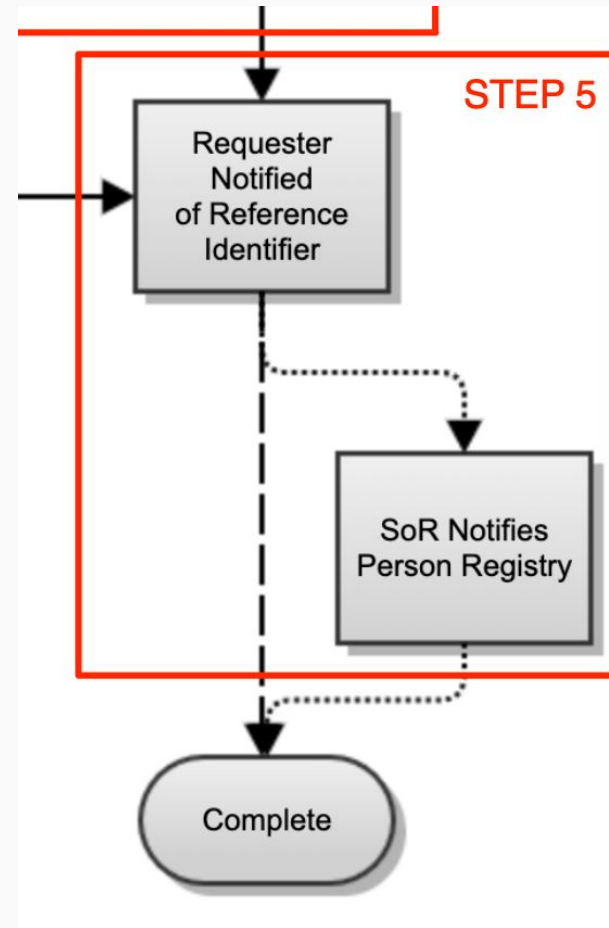 STEP 5
Requester
Notified
of Reference
Identifier
SoR Notifies
Person Registry
Complete